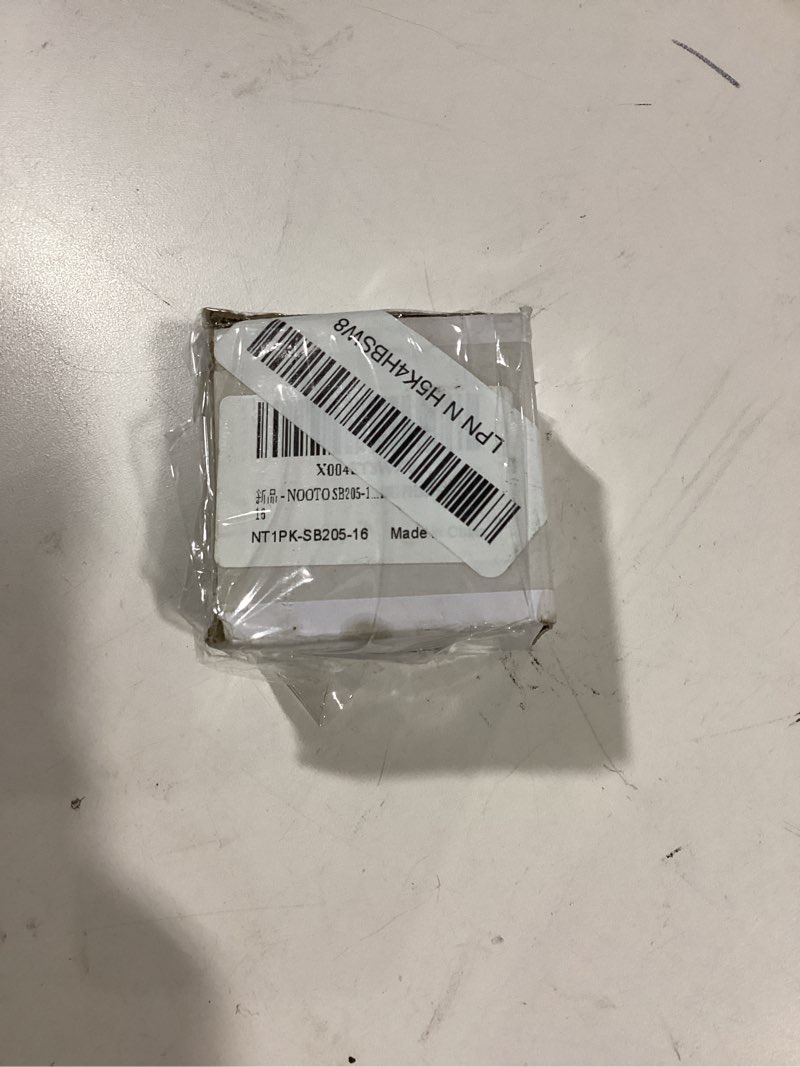 LPN N H5K4HBSW8
X004
新品 - NOOTO SB205-1...
16
NT1PK-SB205-16 Made